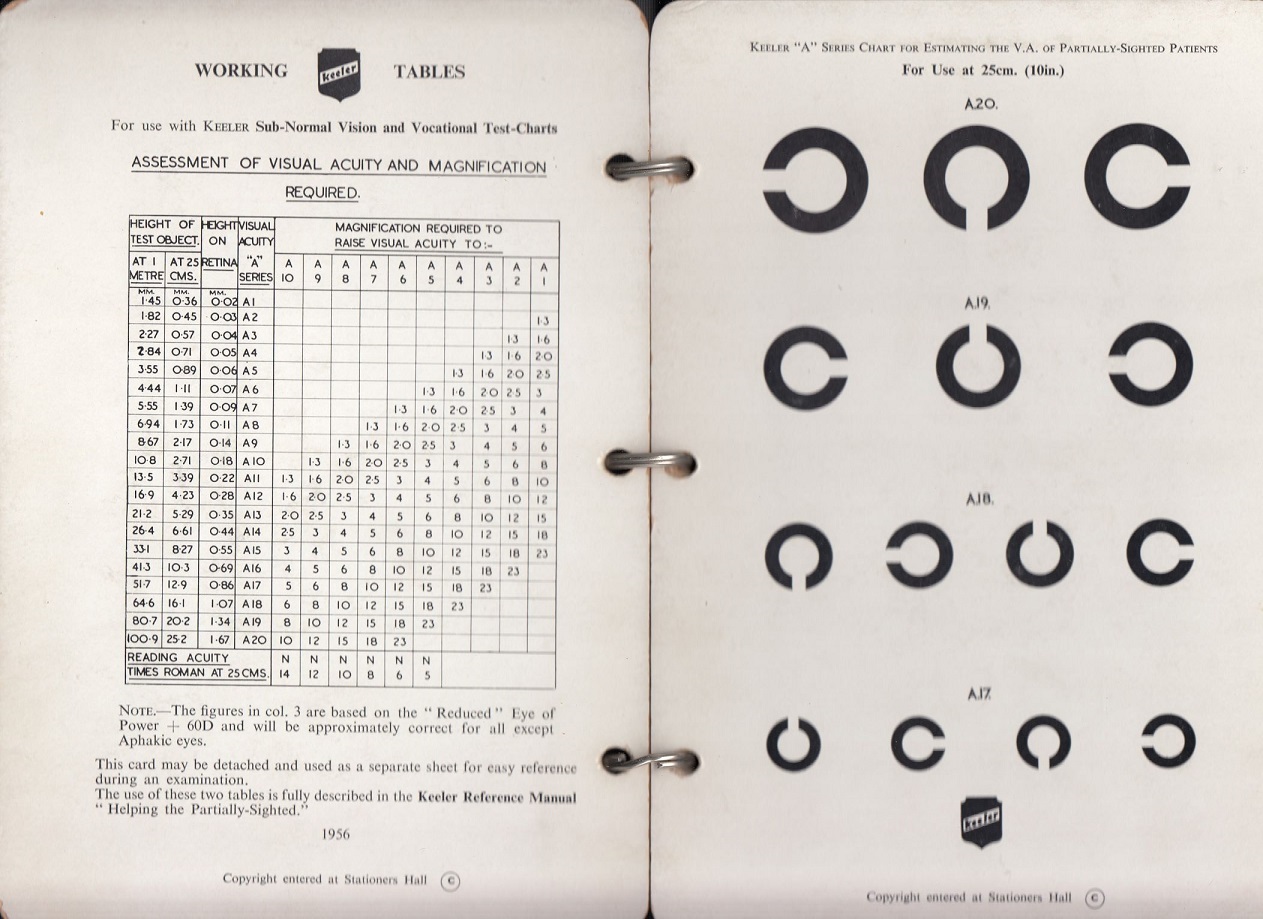 WORKING keeler TABLES
For use with KEELER Sub-Normal Vision and Vocational Test-Charts
ASSESSMENT OF VISUAL ACUITY AND MAGNIFICATION
REQUIRED.
HEIGHT OF TEST OBJECT. HEIGHT ON RETINA VISUAL ACUITY "A" SERIES MAGNIFICATION REQUIRED TO RAISE VISUAL ACUITY TO:-
AT 1 METRE AT 25 CMS. A 10 A 9 A 8 A 7 A 6 A 5 A 4 A 3 A 2 A 1
MM. MM. MM.
1·45 0·36 0·02 A1
1·82 0·45 0·03 A2 1·3
2·27 0·57 0·04 A3 1·3 1·6
2·84 0·71 0·05 A4 1·3 1·6 2·0
3·55 0·89 0·06 A5 1·3 1·6 2·0 2·5
4·44 1·11 0·07 A6 1·3 1·6 2·0 2·5 3
5·55 1·39 0·09 A7 1·3 1·6 2·0 2·5 3 4
6·94 1·73 0·11 A8 1·3 1·6 2·0 2·5 3 4 5
8·67 2·17 0·14 A9 1·3 1·6 2·0 2·5 3 4 5 6
10·8 2·71 0·18 A10 1·3 1·6 2·0 2·5 3 4 5 6 8
13·5 3·39 0·22 A11 1·3 1·6 2·0 2·5 3 4 5 6 8 10
16·9 4·23 0·28 A12 1·6 2·0 2·5 3 4 5 6 8 10 12
21·2 5·29 0·35 A13 2·0 2·5 3 4 5 6 8 10 12 15
26·4 6·61 0·44 A14 2·5 3 4 5 6 8 10 12 15 18
33·1 8·27 0·55 A15 3 4 5 6 8 10 12 15 18 23
41·3 10·3 0·69 A16 4 5 6 8 10 12 15 18 23
51·7 12·9 0·86 A17 5 6 8 10 12 15 18 23
64·6 16·1 1·07 A18 6 8 10 12 15 18 23
80·7 20·2 1·34 A19 8 10 12 15 18 23
100·9 25·2 1·67 A20 10 12 15 18 23
READING ACUITY N N N N N N
TIMES ROMAN AT 25 CMS. 14 12 10 8 6 5
NOTE.—The figures in col. 3 are based on the "Reduced" Eye of
Power + 60D and will be approximately correct for all except
Aphakic eyes.
This card may be detached and used as a separate sheet for easy reference
during an examination.
The use of these two tables is fully described in the Keeler Reference Manual
"Helping the Partially-Sighted."
1956
Copyright entered at Stationers Hall ©
KEELER "A" SERIES CHART FOR ESTIMATING THE V.A. OF PARTIALLY-SIGHTED PATIENTS
For Use at 25cm. (10in.)
A.20.
A.19.
A.18.
A.17.
keeler
Copyright entered at Stationers Hall ©